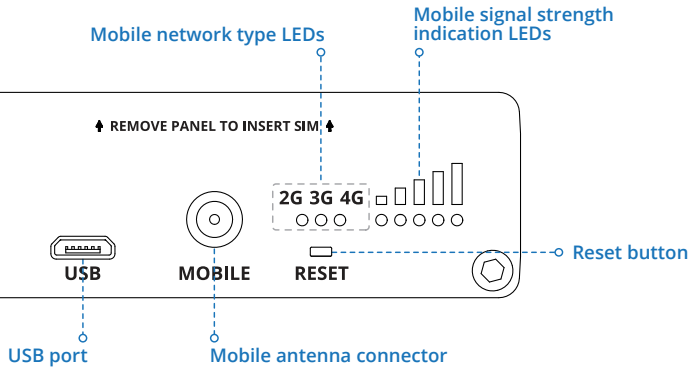 Mobile signal strength
indication LEDs
Mobile network type LEDs
REMOVE PANEL TO INSERT SIM
2G 3G 4G
USB
MOBILE
RESET
Reset button
USB port
Mobile antenna connector